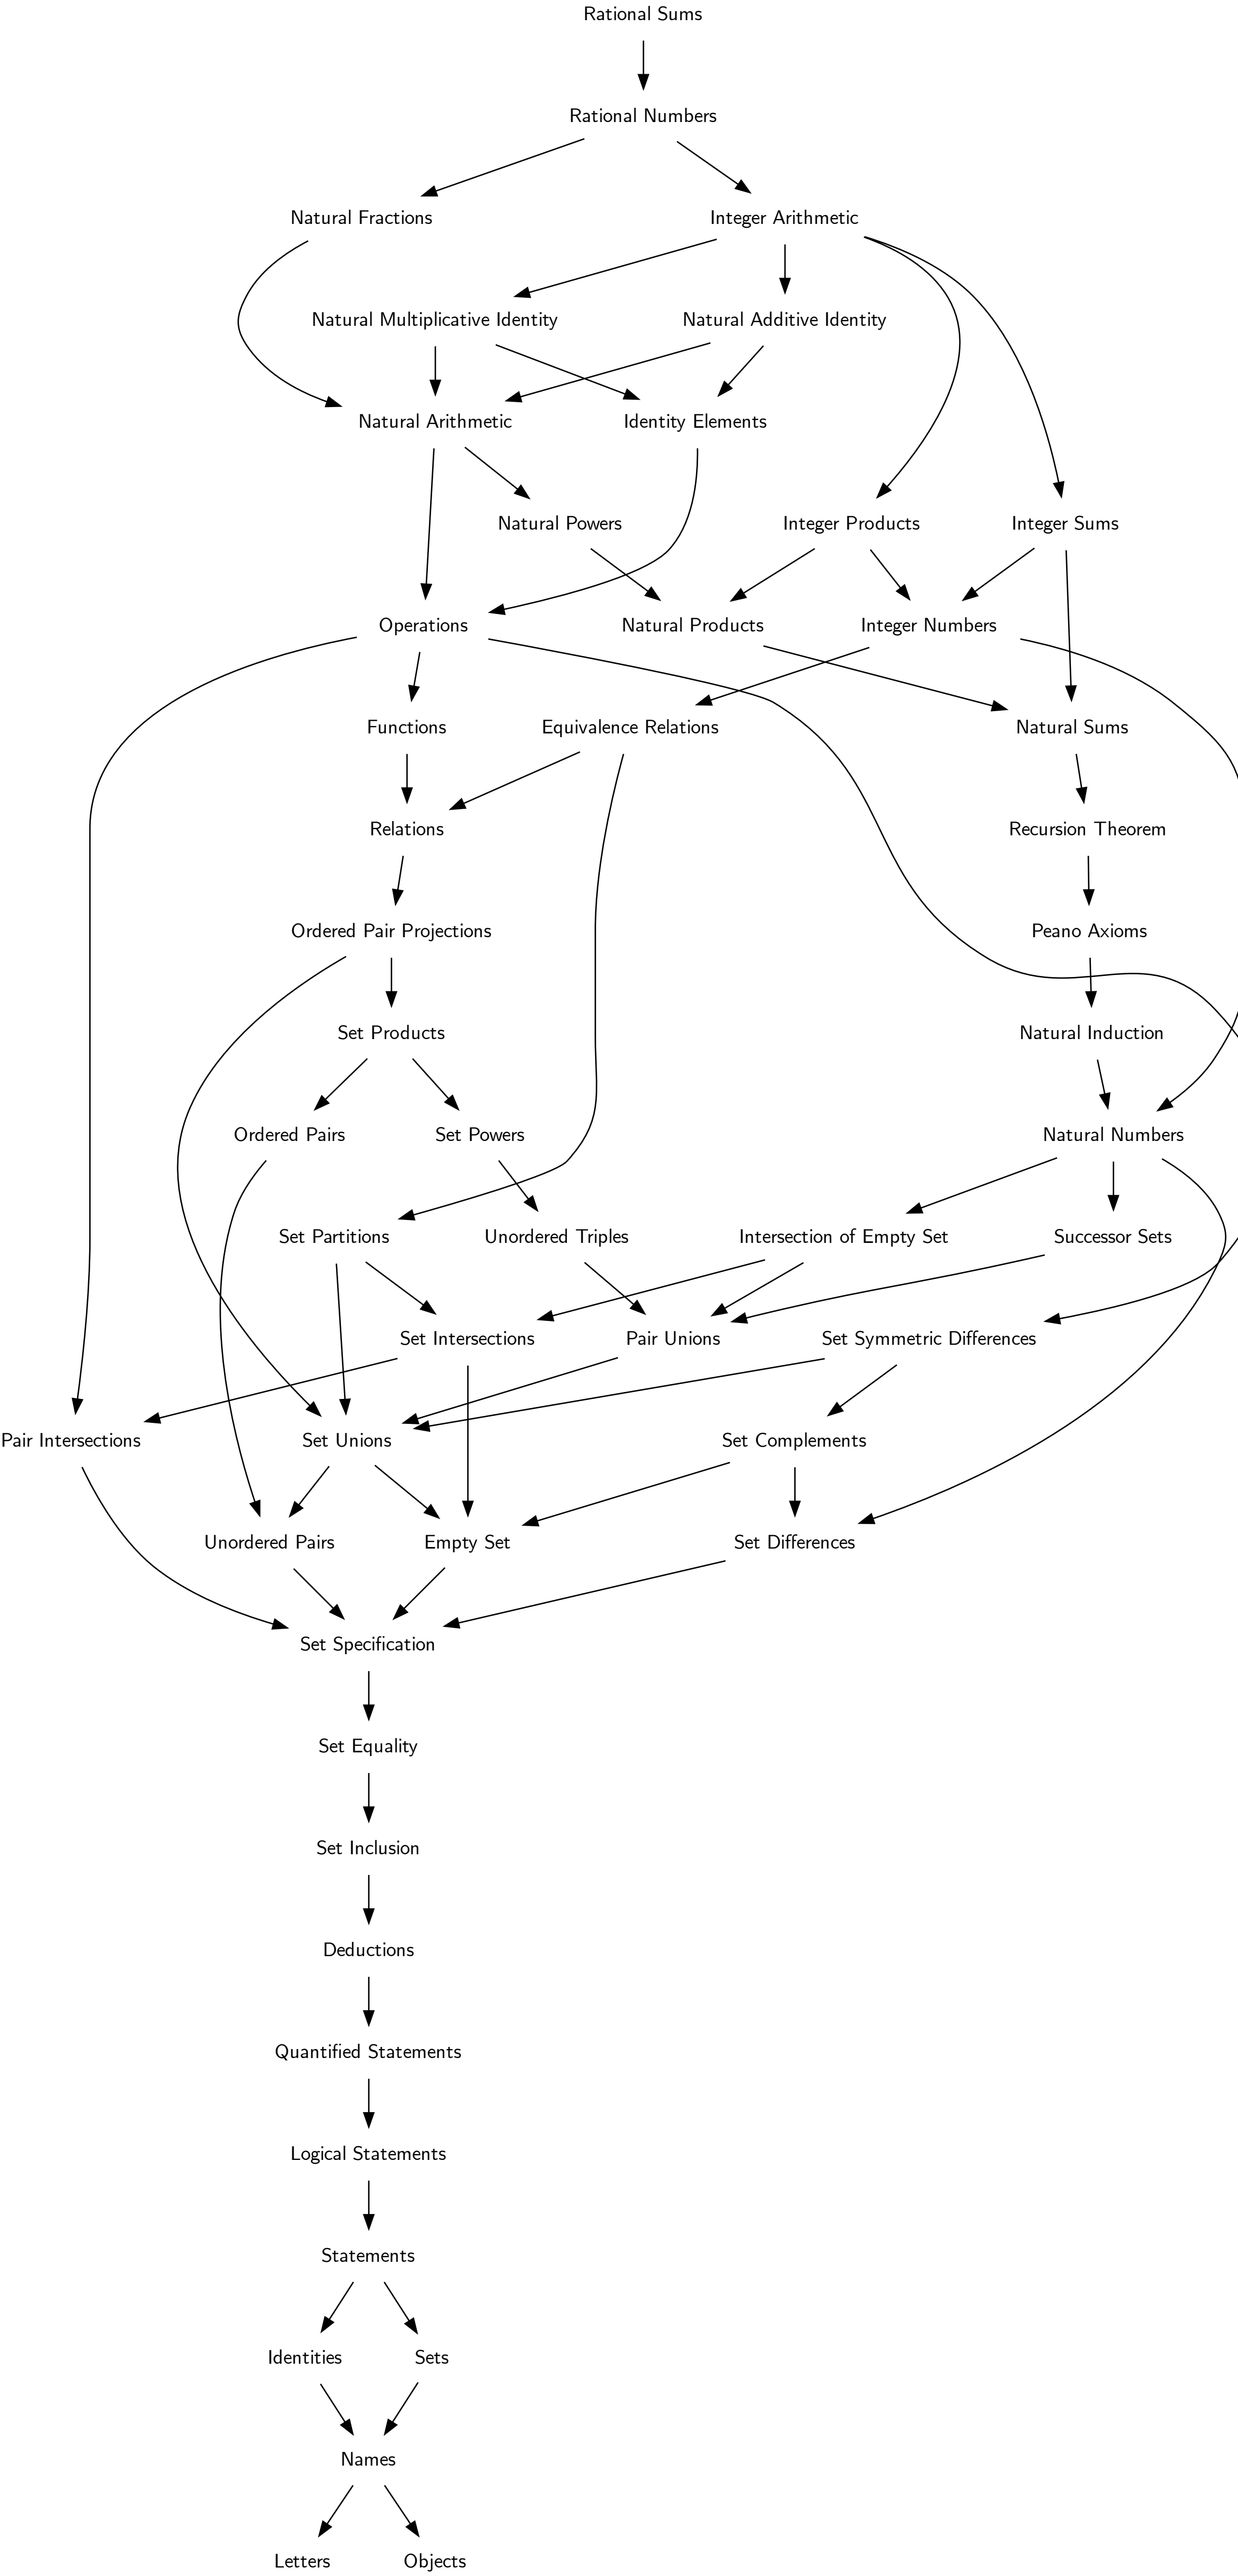 Rational Sums
Rational Numbers
Natural Fractions
Integer Arithmetic
Natural Multiplicative Identity
Natural Additive Identity
Natural Arithmetic
Identity Elements
Natural Powers
Integer Products
Integer Sums
Operations
Natural Products
Integer Numbers
Functions
Equivalence Relations
Natural Sums
Relations
Recursion Theorem
Ordered Pair Projections
Peano Axioms
Set Products
Natural Induction
Ordered Pairs
Set Powers
Natural Numbers
Set Partitions
Unordered Triples
Intersection of Empty Set
Successor Sets
Set Intersections
Pair Unions
Set Symmetric Differences
Pair Intersections
Set Unions
Set Complements
Unordered Pairs
Empty Set
Set Differences
Set Specification
Set Equality
Set Inclusion
Deductions
Quantified Statements
Logical Statements
Statements
Identities
Sets
Names
Letters
Objects